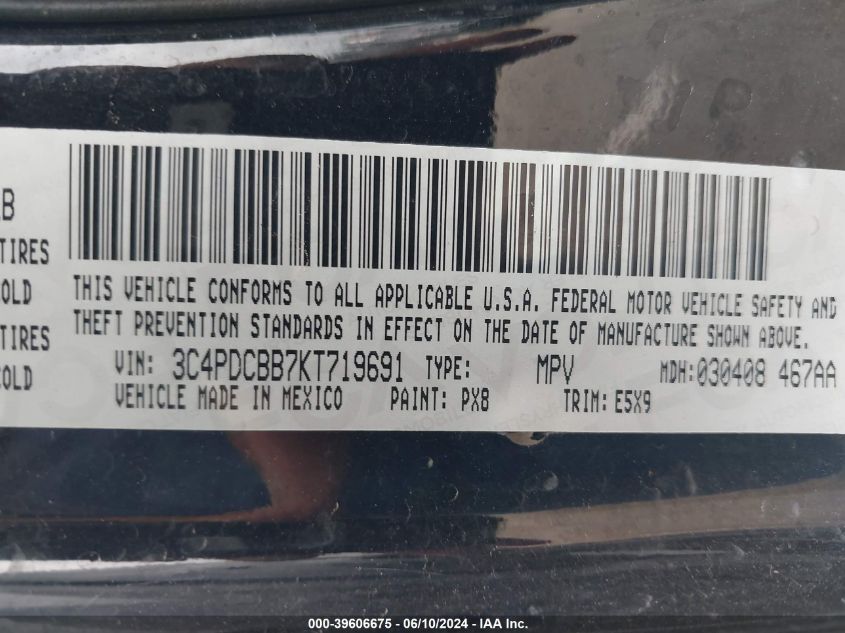 B
TIRES
OLD
TIRES
COLD
THIS VEHICLE CONFORMS TO ALL APPLICABLE U.S.A. FEDERAL MOTOR VEHICLE SAFETY AND
THEFT PREVENTION STANDARDS IN EFFECT ON THE DATE OF MANUFACTURE SHOWN ABOVE.
VIN: 3C4PDCBB7KT719691 TYPE: MPV MDH:030408 467AA
VEHICLE MADE IN MEXICO PAINT: PX8 TRIM: E5X9
000-39606675 - 06/10/2024 - IAA Inc.